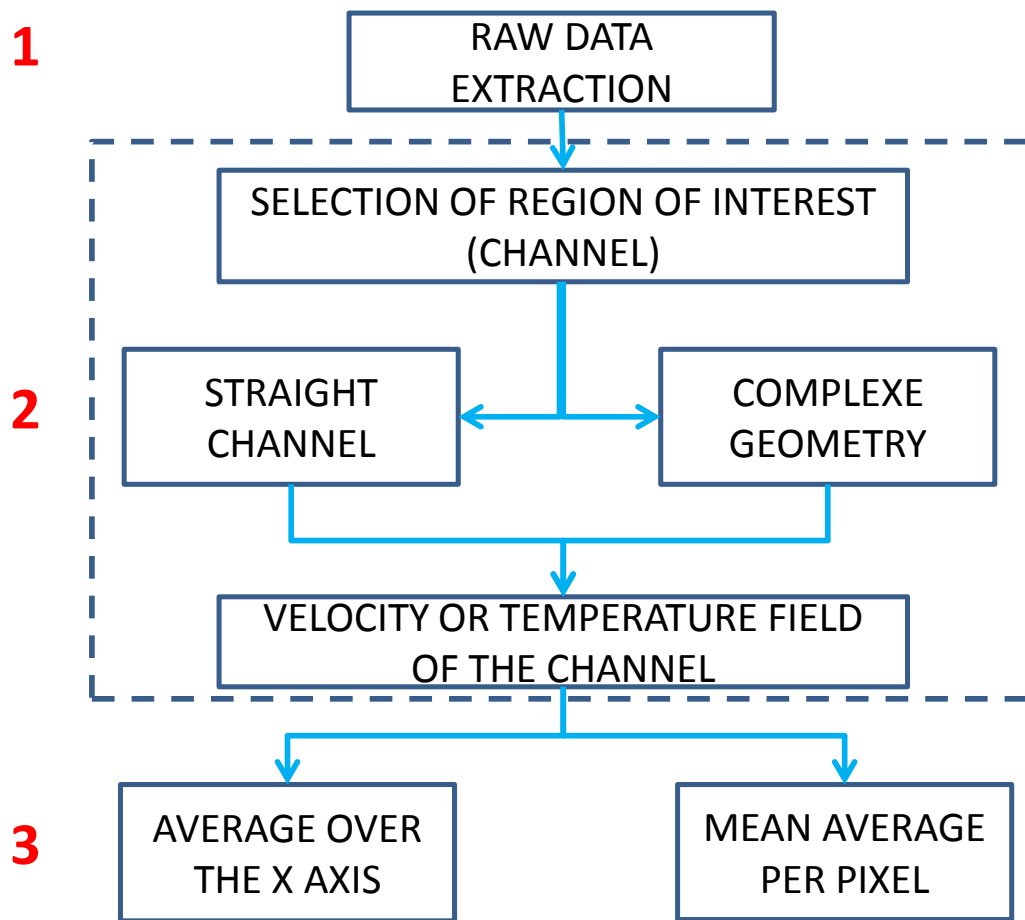 1
RAW DATA
EXTRACTION
SELECTION OF REGION OF INTEREST
(CHANNEL)
2
STRAIGHT
CHANNEL
COMPLEXE
GEOMETRY
VELOCITY OR TEMPERATURE FIELD
OF THE CHANNEL
3
AVERAGE OVER
THE X AXIS
MEAN AVERAGE
PER PIXEL